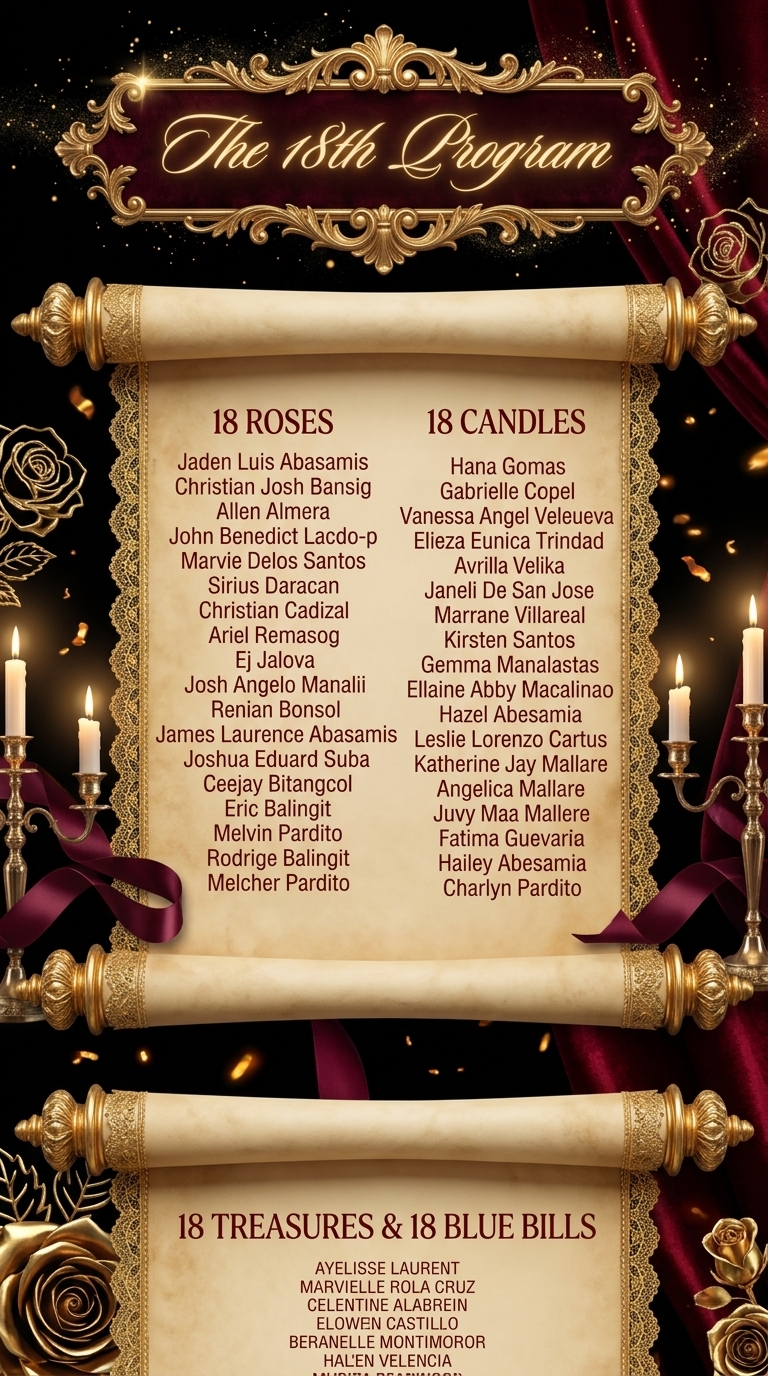 The 18th Program
18 ROSES
Jaden Luis Abasamis
Christian Josh Bansig
Allen Almera
John Benedict Lacdo-p
Marvie Delos Santos
Sirius Daracan
Christian Cadizal
Ariel Remasog
Ej Jalova
Josh Angelo Manalii
Renian Bonsol
James Laurence Abasamis
Joshua Eduard Suba
Ceejay Bitangcol
Eric Balingit
Melvin Pardito
Rodrige Balingit
Melcher Pardito
18 CANDLES
Hana Gomas
Gabrielle Copel
Vanessa Angel Veleueva
Elieza Eunica Trindad
Avrilla Velika
Janeli De San Jose
Marrane Villareal
Kirsten Santos
Gemma Manalastas
Ellaine Abby Macalinao
Hazel Abesamia
Leslie Lorenzo Cartus
Katherine Jay Mallare
Angelica Mallare
Juvy Maa Mallere
Fatima Guevaria
Hailey Abesamia
Charlyn Pardito
18 TREASURES & 18 BLUE BILLS
AYELISSE LAURENT
MARVIELLE ROLA CRUZ
CELENTINE ALABREIN
ELOWEN CASTILLO
BERANELLE MONTIMOROR
HAL'EN VELENCIA